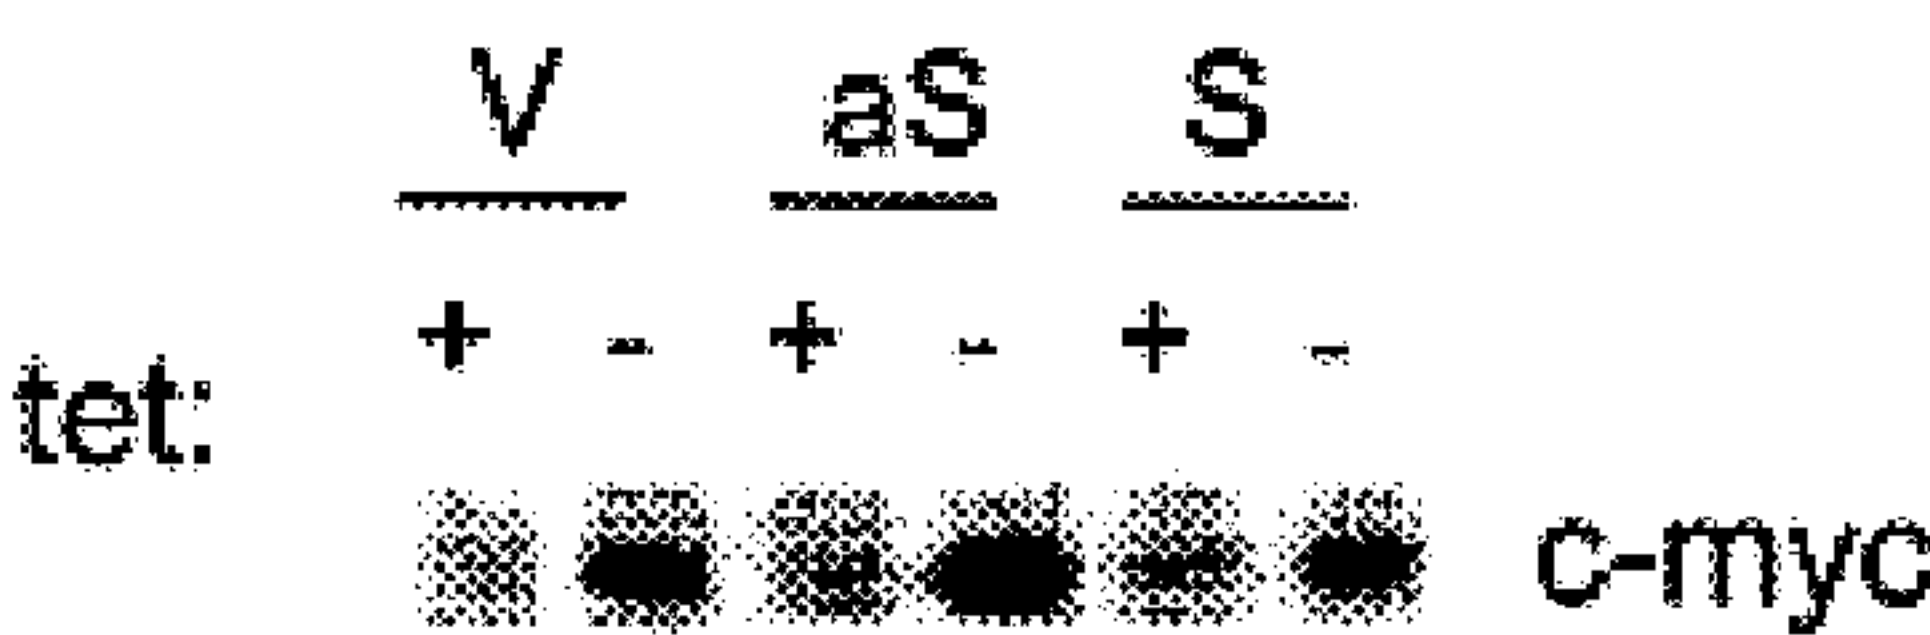 V aS S
+ - + - + -
tet:
c-myc